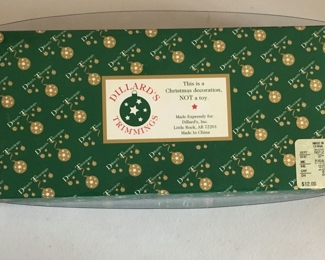 DILLARD'S
TRIMMINGS
This is a
Christmas decoration,
NOT a toy.
Made Expressly for
Dillard's, Inc.
Little Rock, AR 72201
Made in China
$12.00